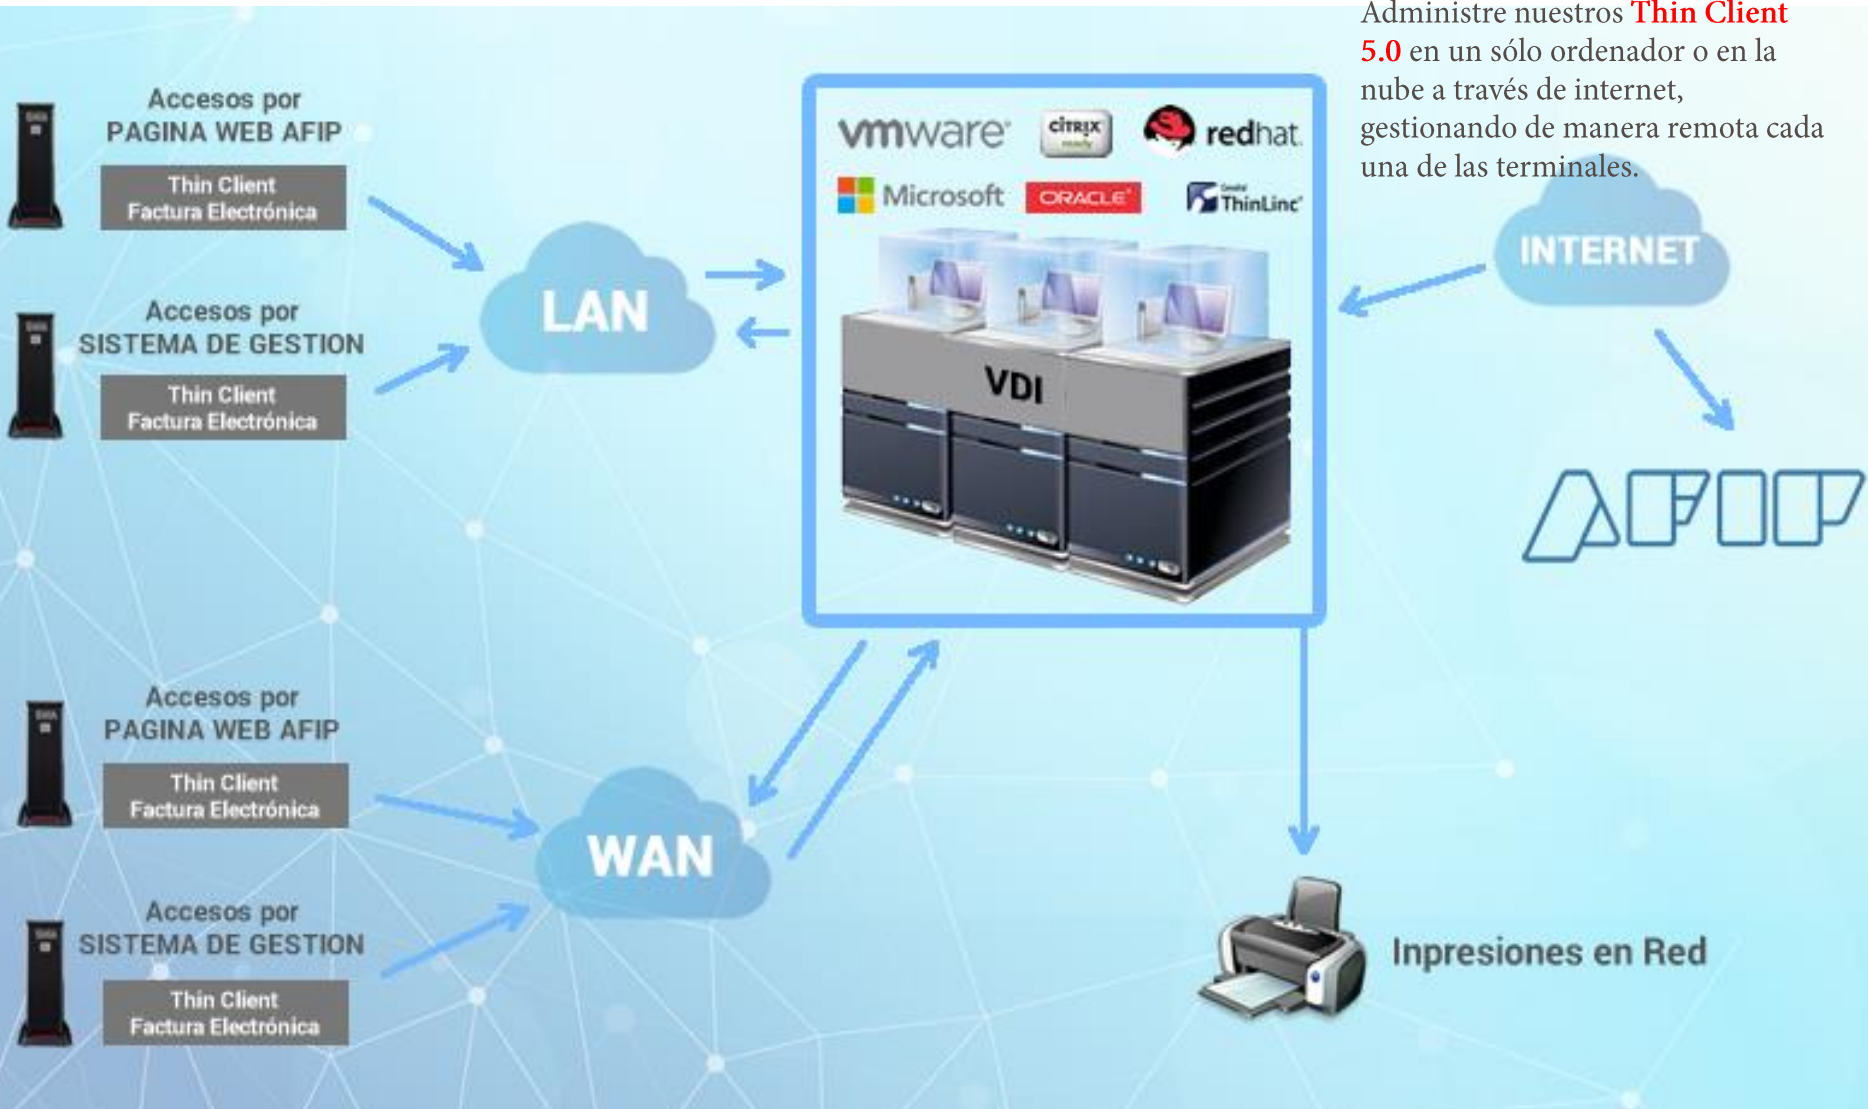 Administre nuestros Thin Client
5.0 en un sólo ordenador o en la
nube a través de internet,
gestionando de manera remota cada
una de las terminales.
Accesos por
PAGINA WEB AFIP
Thin Client
Factura Electrónica
Accesos por
SISTEMA DE GESTION
Thin Client
Factura Electrónica
LAN
vmware®
CITRIX
ready
redhat.
Microsoft
ORACLE®
Cendio
ThinLinc®
VDI
INTERNET
AFIP
Accesos por
PAGINA WEB AFIP
Thin Client
Factura Electrónica
Accesos por
SISTEMA DE GESTION
Thin Client
Factura Electrónica
WAN
Inpresiones en Red